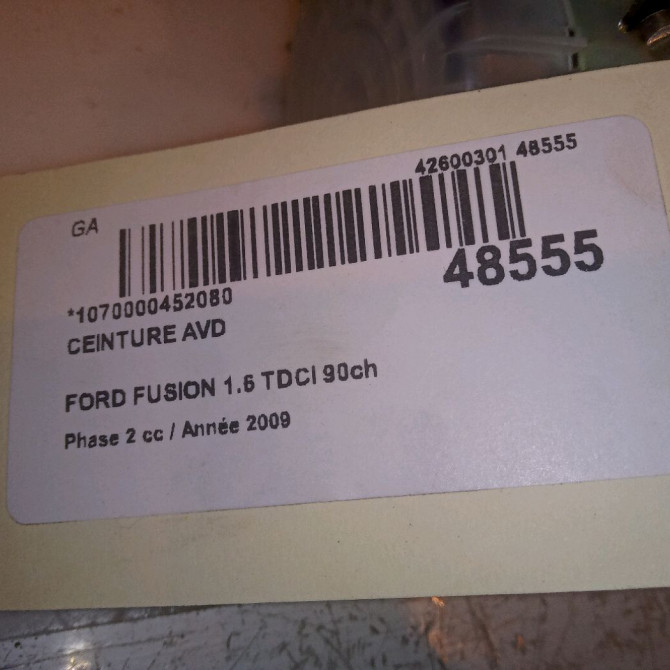 42600301 48555
GA
48555
*1070000452080
CEINTURE AVD
FORD FUSION 1.6 TDCI 90ch
Phase 2 cc / Année 2009